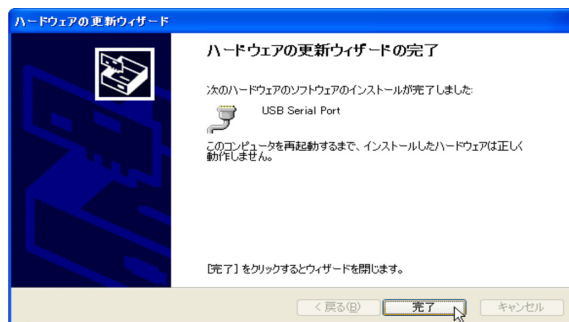 ハードウェアの更新ウィザード
ハードウェアの更新ウィザードの完了
次のハードウェアのソフトウェアのインストールが完了しました:
USB Serial Port
このコンピュータを再起動するまで、インストールしたハードウェアは正しく
動作しません。
[完了] をクリックするとウィザードを閉じます。
< 戻る(B)
完了
キャンセル